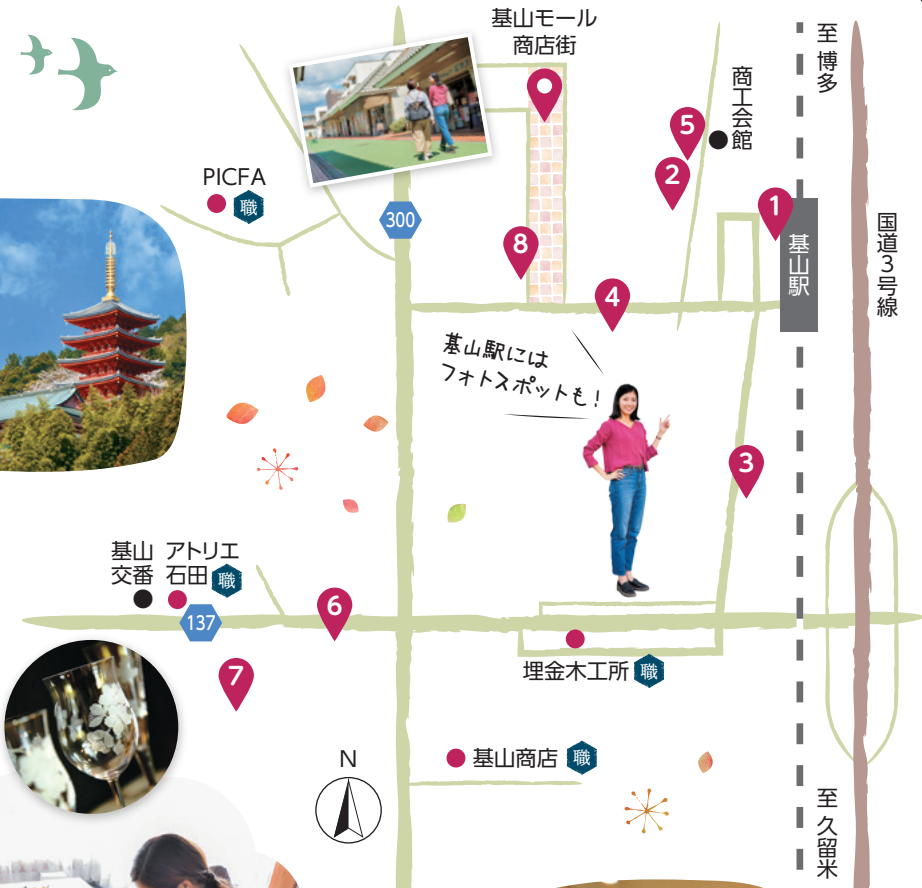 基山モール
商店街
至 博多
商工会館
5
2
1
PICFA
職
300
基山駅
国道3号線
8
4
基山駅には
フォトスポットも！
3
基山
交番
アトリエ
石田
職
137
6
7
埋金木工所
職
N
基山商店
職
至 久留米